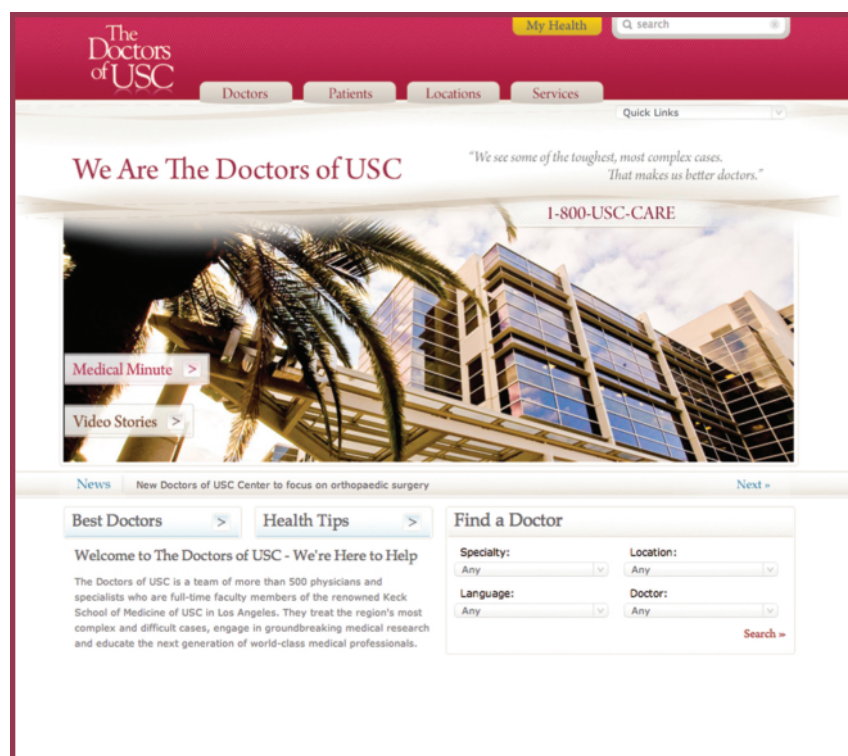 The
Doctors
of USC
My Health
search
Doctors
Patients
Locations
Services
Quick Links
We Are The Doctors of USC
“We see some of the toughest, most complex cases.
That makes us better doctors.”
1-800-USC-CARE
Medical Minute >
Video Stories >
News
New Doctors of USC Center to focus on orthopaedic surgery
Next »
Best Doctors >
Health Tips >
Find a Doctor
Welcome to The Doctors of USC - We're Here to Help
The Doctors of USC is a team of more than 500 physicians and
specialists who are full-time faculty members of the renowned Keck
School of Medicine of USC in Los Angeles. They treat the region's most
complex and difficult cases, engage in groundbreaking medical research
and educate the next generation of world-class medical professionals.
Specialty:
Any
Location:
Any
Language:
Any
Doctor:
Any
Search »